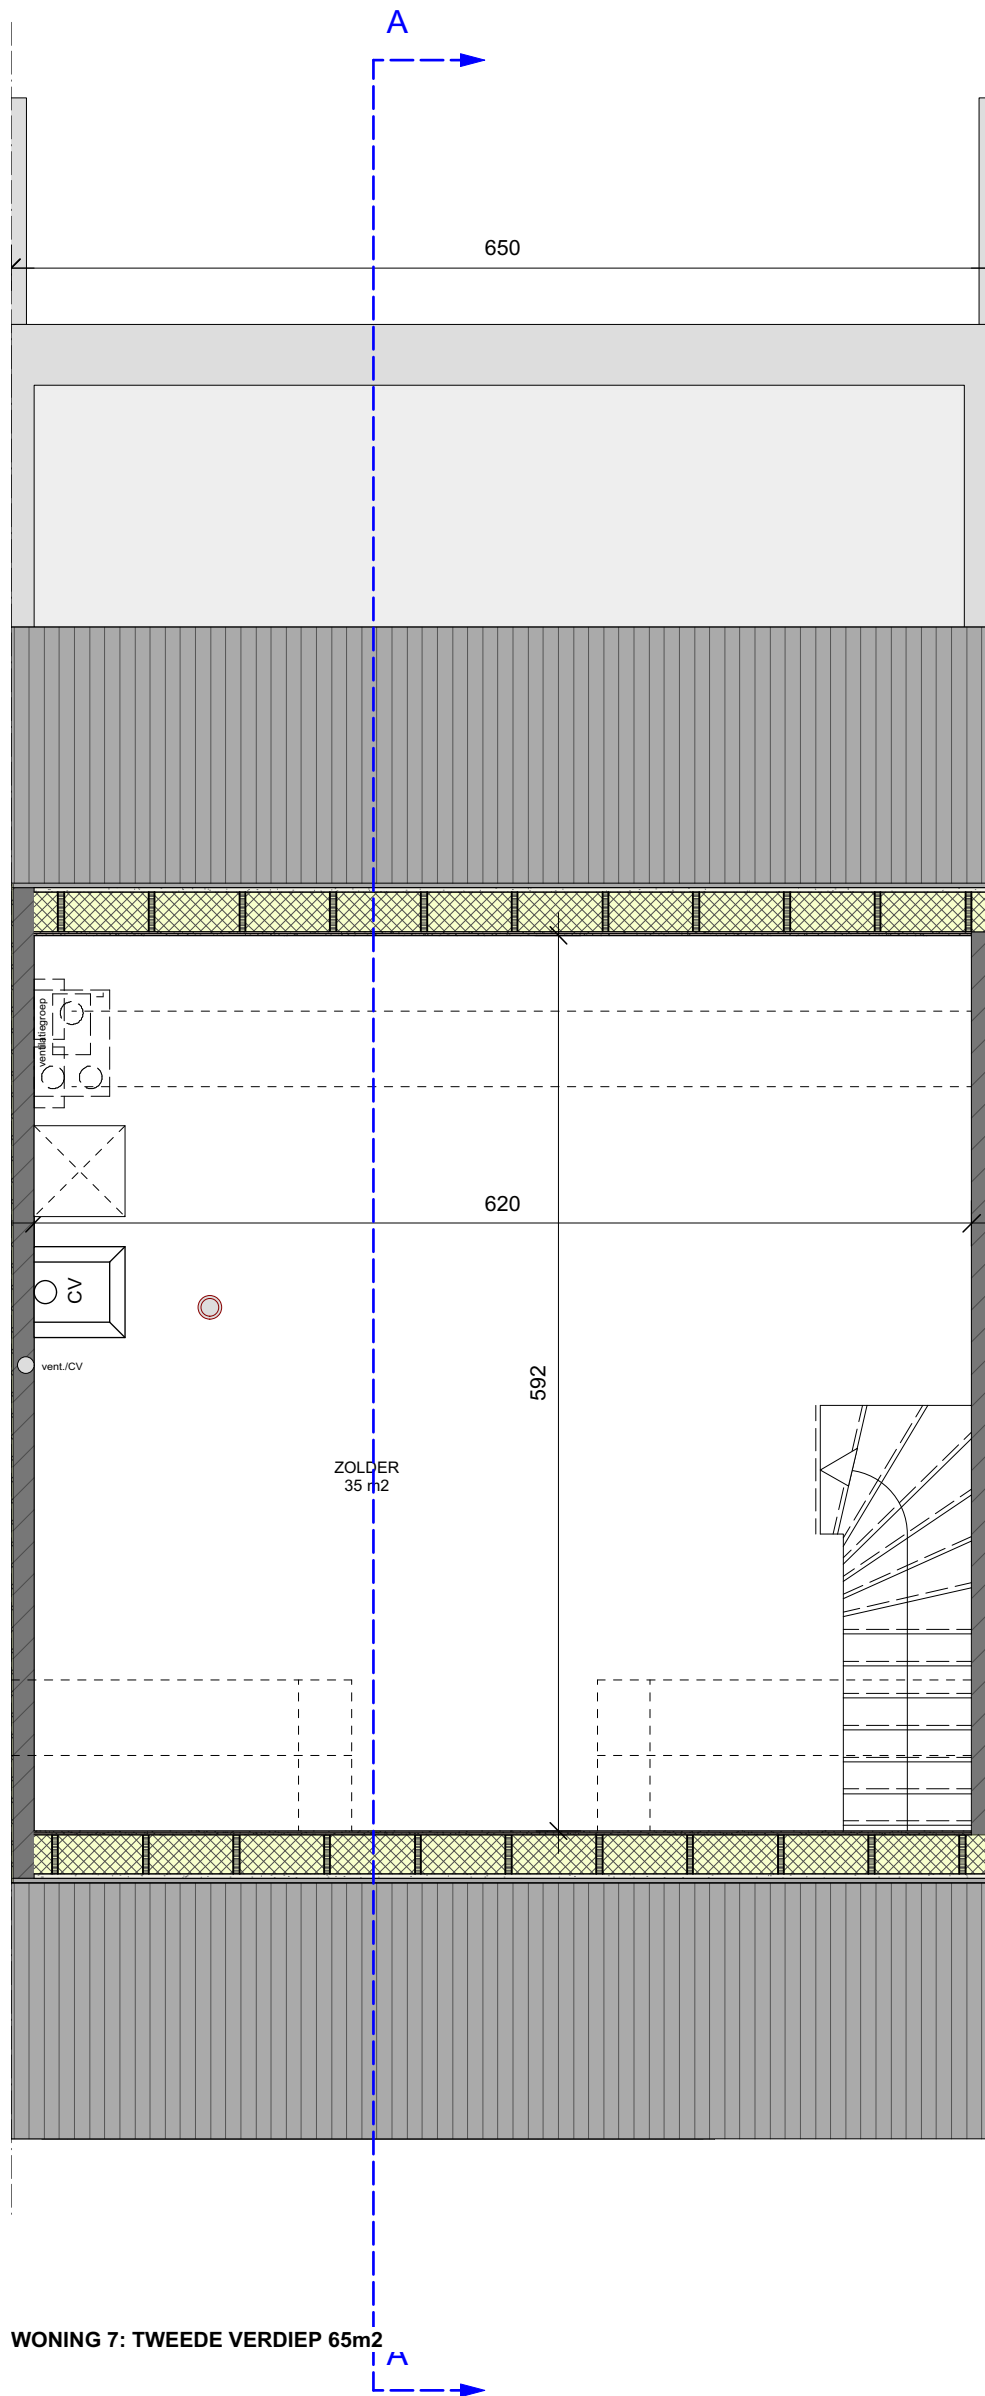 A
650
ventilatiegroep
L
620
CV
vent./CV
592
ZOLDER
35 m2
WONING 7: TWEEDE VERDIEP 65m2
A